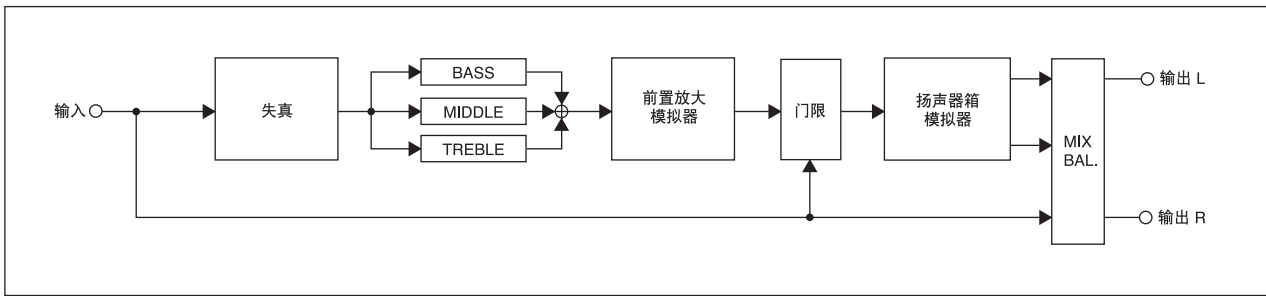 输入
失真
BASS
MIDDLE
TREBLE
前置放大
模拟器
门限
扬声器箱
模拟器
MIX
BAL.
输出 L
输出 R